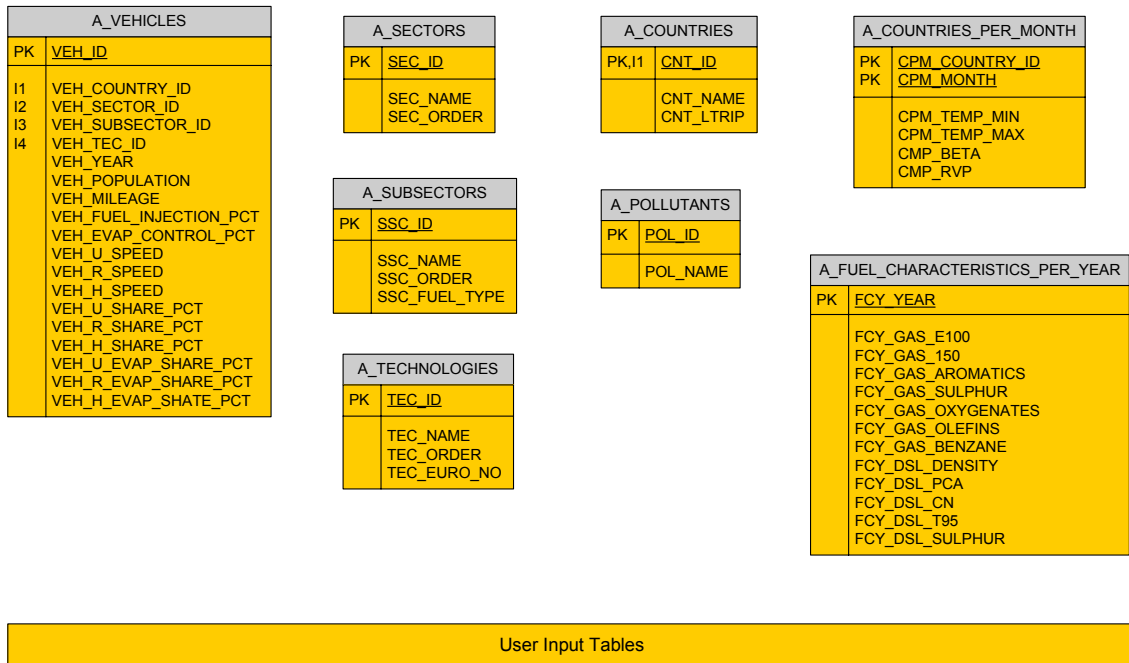 A_VEHICLES
PK VEH_ID
I1 VEH_COUNTRY_ID
I2 VEH_SECTOR_ID
I3 VEH_SUBSECTOR_ID
I4 VEH_TEC_ID
VEH_YEAR
VEH_POPULATION
VEH_MILEAGE
VEH_FUEL_INJECTION_PCT
VEH_EVAP_CONTROL_PCT
VEH_U_SPEED
VEH_R_SPEED
VEH_H_SPEED
VEH_U_SHARE_PCT
VEH_R_SHARE_PCT
VEH_H_SHARE_PCT
VEH_U_EVAP_SHARE_PCT
VEH_R_EVAP_SHARE_PCT
VEH_H_EVAP_SHATE_PCT
A_SECTORS
PK SEC_ID
SEC_NAME
SEC_ORDER
A_SUBSECTORS
PK SSC_ID
SSC_NAME
SSC_ORDER
SSC_FUEL_TYPE
A_TECHNOLOGIES
PK TEC_ID
TEC_NAME
TEC_ORDER
TEC_EURO_NO
A_COUNTRIES
PK,I1 CNT_ID
CNT_NAME
CNT_LTRIP
A_POLLUTANTS
PK POL_ID
POL_NAME
A_COUNTRIES_PER_MONTH
PK CPM_COUNTRY_ID
PK CPM_MONTH
CPM_TEMP_MIN
CPM_TEMP_MAX
CMP_BETA
CMP_RVP
A_FUEL_CHARACTERISTICS_PER_YEAR
PK FCY_YEAR
FCY_GAS_E100
FCY_GAS_150
FCY_GAS_AROMATICS
FCY_GAS_SULPHUR
FCY_GAS_OXYGENATES
FCY_GAS_OLEFINS
FCY_GAS_BENZANE
FCY_DSL_DENSITY
FCY_DSL_PCA
FCY_DSL_CN
FCY_DSL_T95
FCY_DSL_SULPHUR
User Input Tables